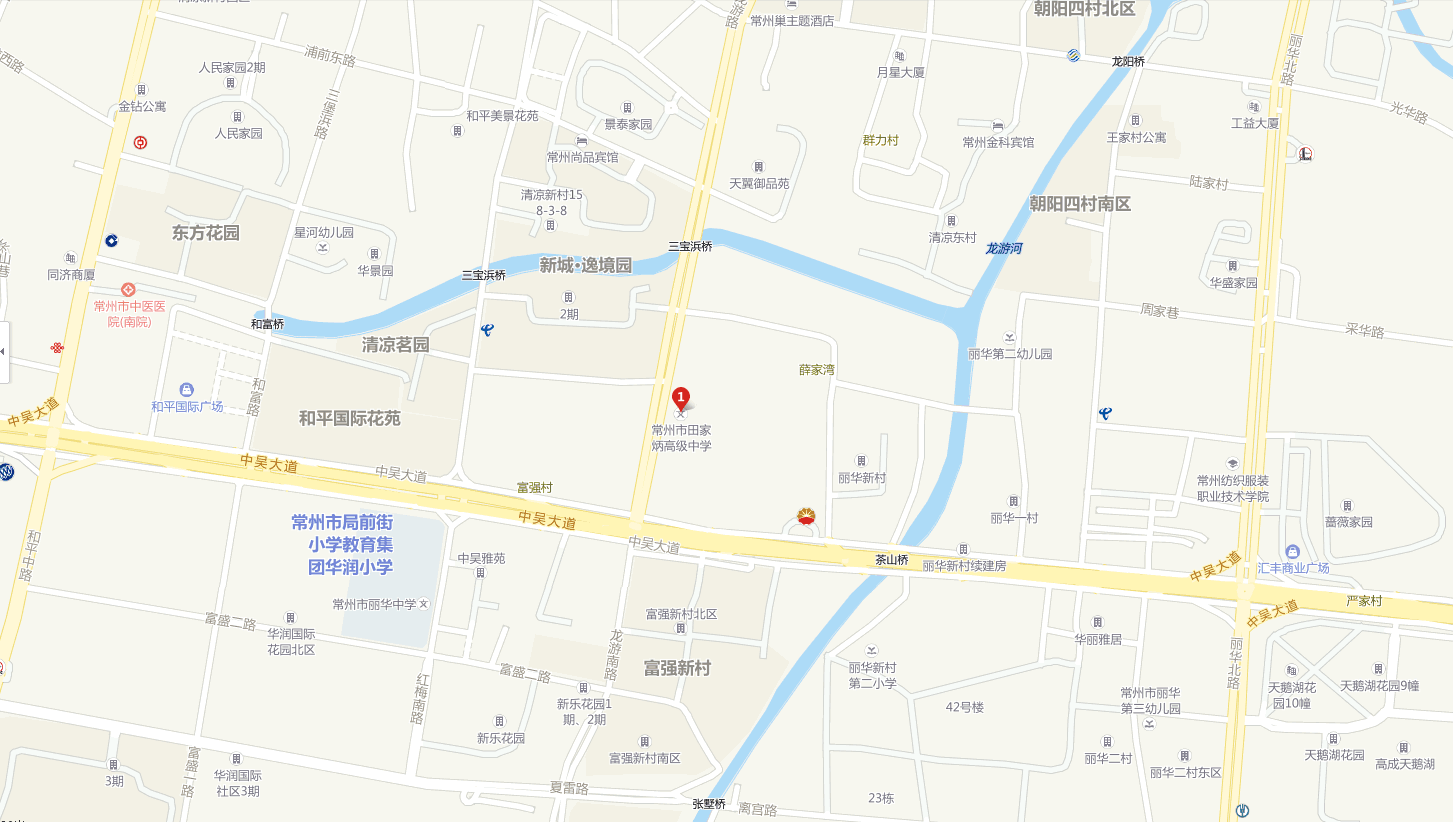 清凉新村四区
朝阳四村北区
常州巢主题酒店
龙游路
丽华北路
浦前东路
人民家园2期
月星大厦
龙阳桥
金钻公寓
三堡浜路
和平美景花苑
景泰家园
工益大厦
光华路
人民家园
群力村
常州金科宾馆
王家村公寓
常州尚品宾馆
天翼御品苑
陆家村
清凉新村15
8-3-8
朝阳四村南区
东方花园
星河幼儿园
清凉东村
龙游河
三宝浜桥
同济商厦
华景园
三宝浜桥
新城·逸境园
华盛家园
常州市中医医
院(南院)
2期
周家巷
和富桥
采华路
清凉茗园
丽华第二幼儿园
薛家湾
和平国际广场
和富路
1
中吴大道
和平国际花苑
常州市田家
炳高级中学
中吴大道
中吴大道
富强村
丽华新村
常州纺织服装
职业技术学院
常州市局前街
小学教育集
团华润小学
中吴大道
丽华一村
蔷薇家园
和平中路
中吴大道
中吴雅苑
茶山桥
丽华新村续建房
中吴大道
汇丰商业广场
常州市丽华中学
严家村
富强新村北区
中吴大道
富盛二路
华润国际
花园北区
龙游南路
华丽雅居
富强新村
丽华新村
第二小学
丽华北路
富盛二路
红梅南路
新乐花园1
期、2期
42号楼
常州市丽华
第三幼儿园
天鹅湖花
园10幢
天鹅湖花园9幢
新乐花园
富强新村南区
丽华二村
丽华二村东区
天鹅湖花园
高成天鹅湖
3期
华润国际
社区3期
富盛一路
夏雷路
张墅桥
离宫路
23栋